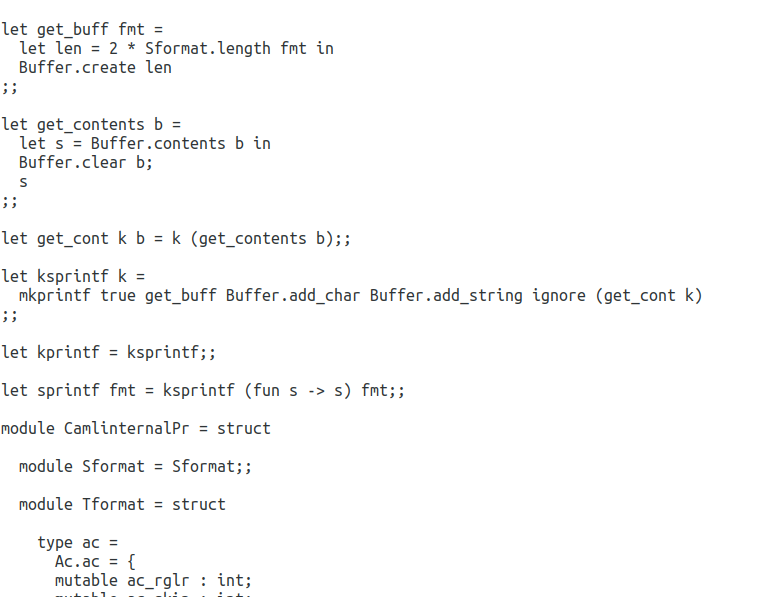 let get_buff fmt =
  let len = 2 * Sformat.length fmt in
  Buffer.create len
;;
let get_contents b =
  let s = Buffer.contents b in
  Buffer.clear b;
  s
;;
let get_cont k b = k (get_contents b);;
let ksprintf k =
  mkprintf true get_buff Buffer.add_char Buffer.add_string ignore (get_cont k)
;;
let kprintf = ksprintf;;
let sprintf fmt = ksprintf (fun s -> s) fmt;;
module CamlinternalPr = struct
  module Sformat = Sformat;;
  module Tformat = struct
    type ac =
      Ac.ac = {
      mutable ac_rglr : int;